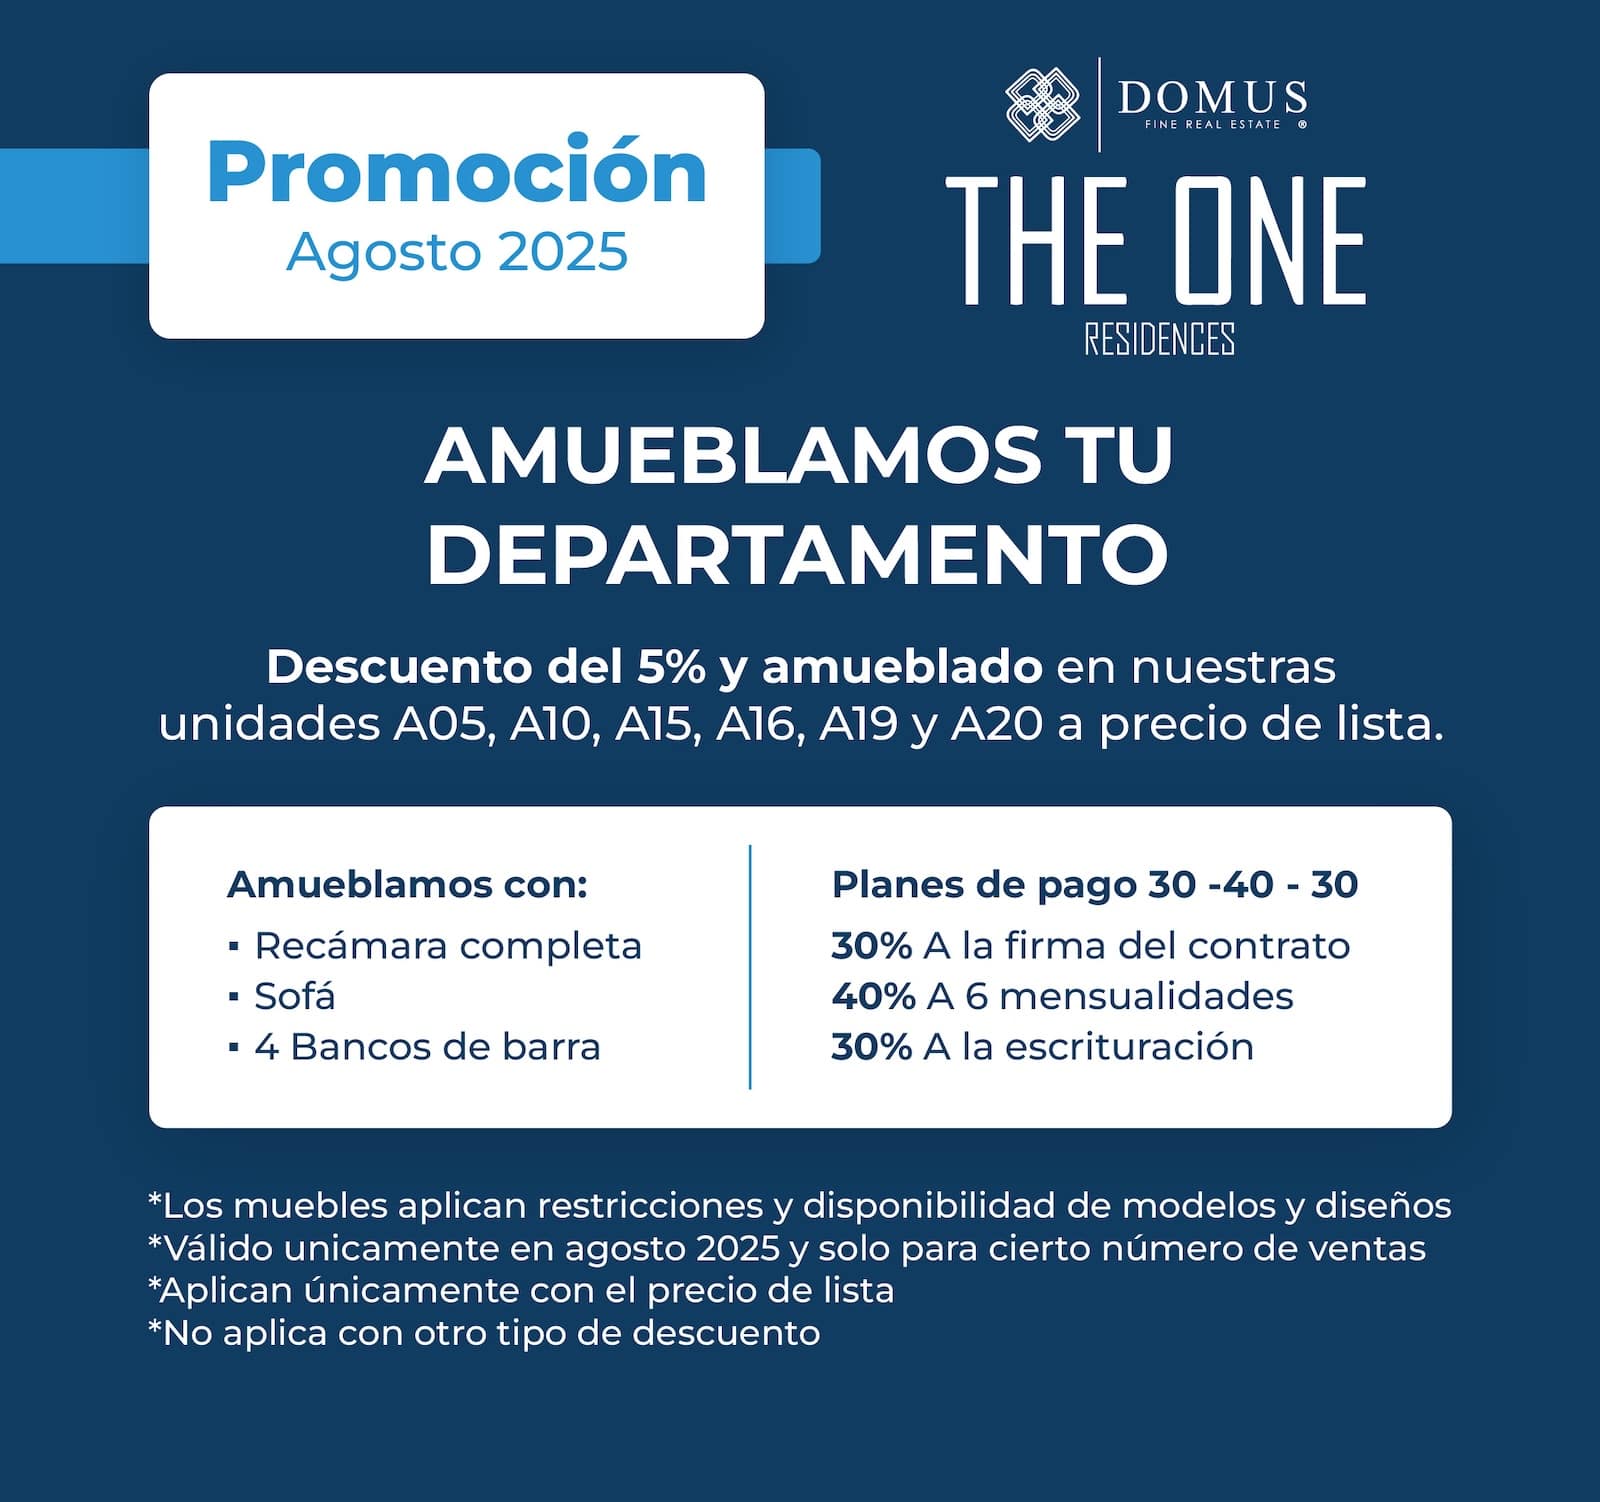 Promoción
Agosto 2025
DOMUS
FINE REAL ESTATE ®
THE ONE
RESIDENCES
AMUEBLAMOS TU
DEPARTAMENTO
Descuento del 5% y amueblado en nuestras
unidades A05, A10, A15, A16, A19 y A20 a precio de lista.
Amueblamos con:
▪ Recámara completa
▪ Sofá
▪ 4 Bancos de barra
Planes de pago 30 -40 - 30
30% A la firma del contrato
40% A 6 mensualidades
30% A la escrituración
*Los muebles aplican restricciones y disponibilidad de modelos y diseños
*Válido unicamente en agosto 2025 y solo para cierto número de ventas
*Aplican únicamente con el precio de lista
*No aplica con otro tipo de descuento